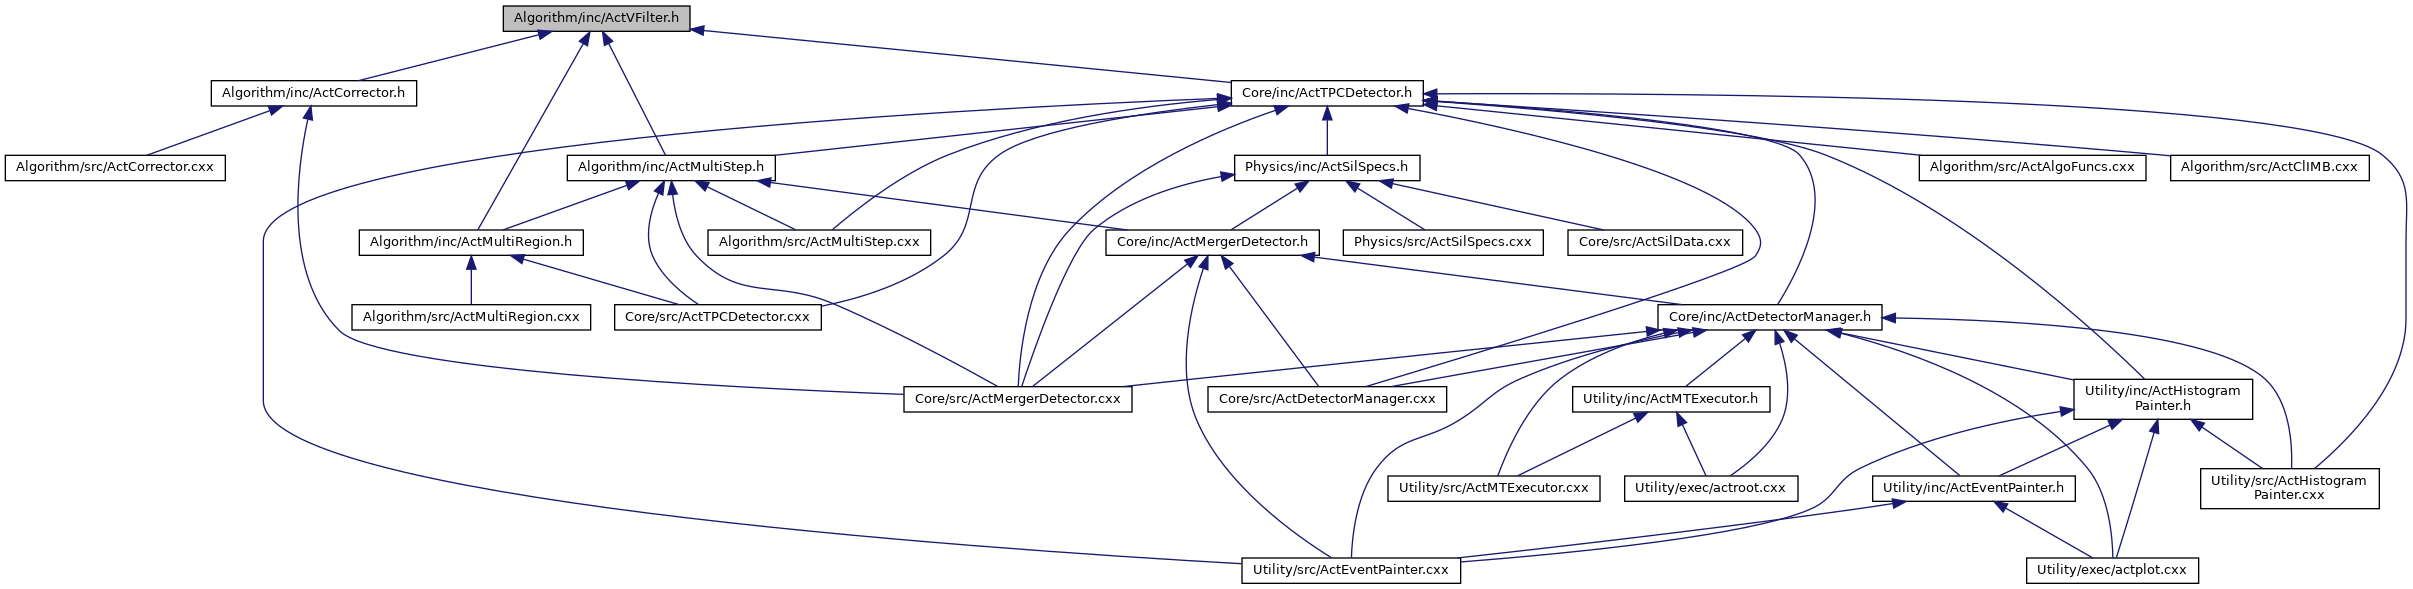 Algorithm/inc/ActVFilter.h
Algorithm/inc/ActCorrector.h
Core/inc/ActTPCDetector.h
Algorithm/src/ActCorrector.cxx
Algorithm/inc/ActMultiStep.h
Physics/inc/ActSilSpecs.h
Algorithm/src/ActAlgoFuncs.cxx
Algorithm/src/ActClIMB.cxx
Algorithm/inc/ActMultiRegion.h
Algorithm/src/ActMultiStep.cxx
Core/inc/ActMergerDetector.h
Physics/src/ActSilSpecs.cxx
Core/src/ActSilData.cxx
Algorithm/src/ActMultiRegion.cxx
Core/src/ActTPCDetector.cxx
Core/inc/ActDetectorManager.h
Core/src/ActMergerDetector.cxx
Core/src/ActDetectorManager.cxx
Utility/inc/ActMTExecutor.h
Utility/inc/ActHistogram
Painter.h
Utility/src/ActMTExecutor.cxx
Utility/exec/actroot.cxx
Utility/inc/ActEventPainter.h
Utility/src/ActHistogram
Painter.cxx
Utility/src/ActEventPainter.cxx
Utility/exec/actplot.cxx